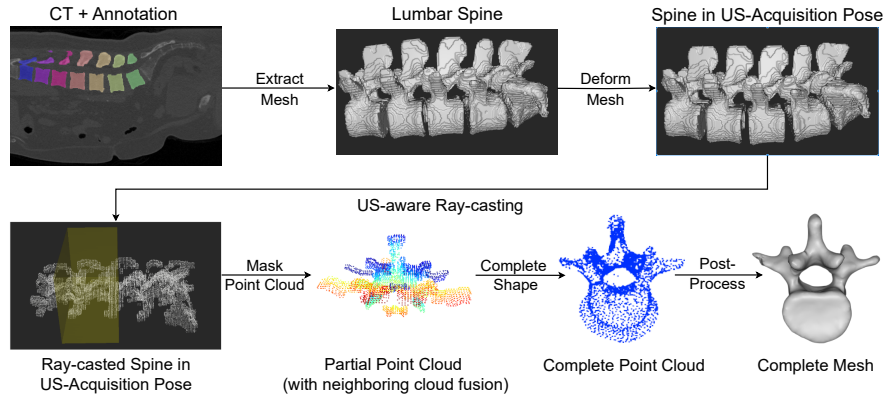 CT + Annotation
Lumbar Spine
Spine in US-Acquisition Pose
Extract
Mesh
Deform
Mesh
US-aware Ray-casting
Mask
Point Cloud
Complete
Shape
Post-
Process
Ray-casted Spine in
US-Acquisition Pose
Partial Point Cloud
(with neighboring cloud fusion)
Complete Point Cloud
Complete Mesh